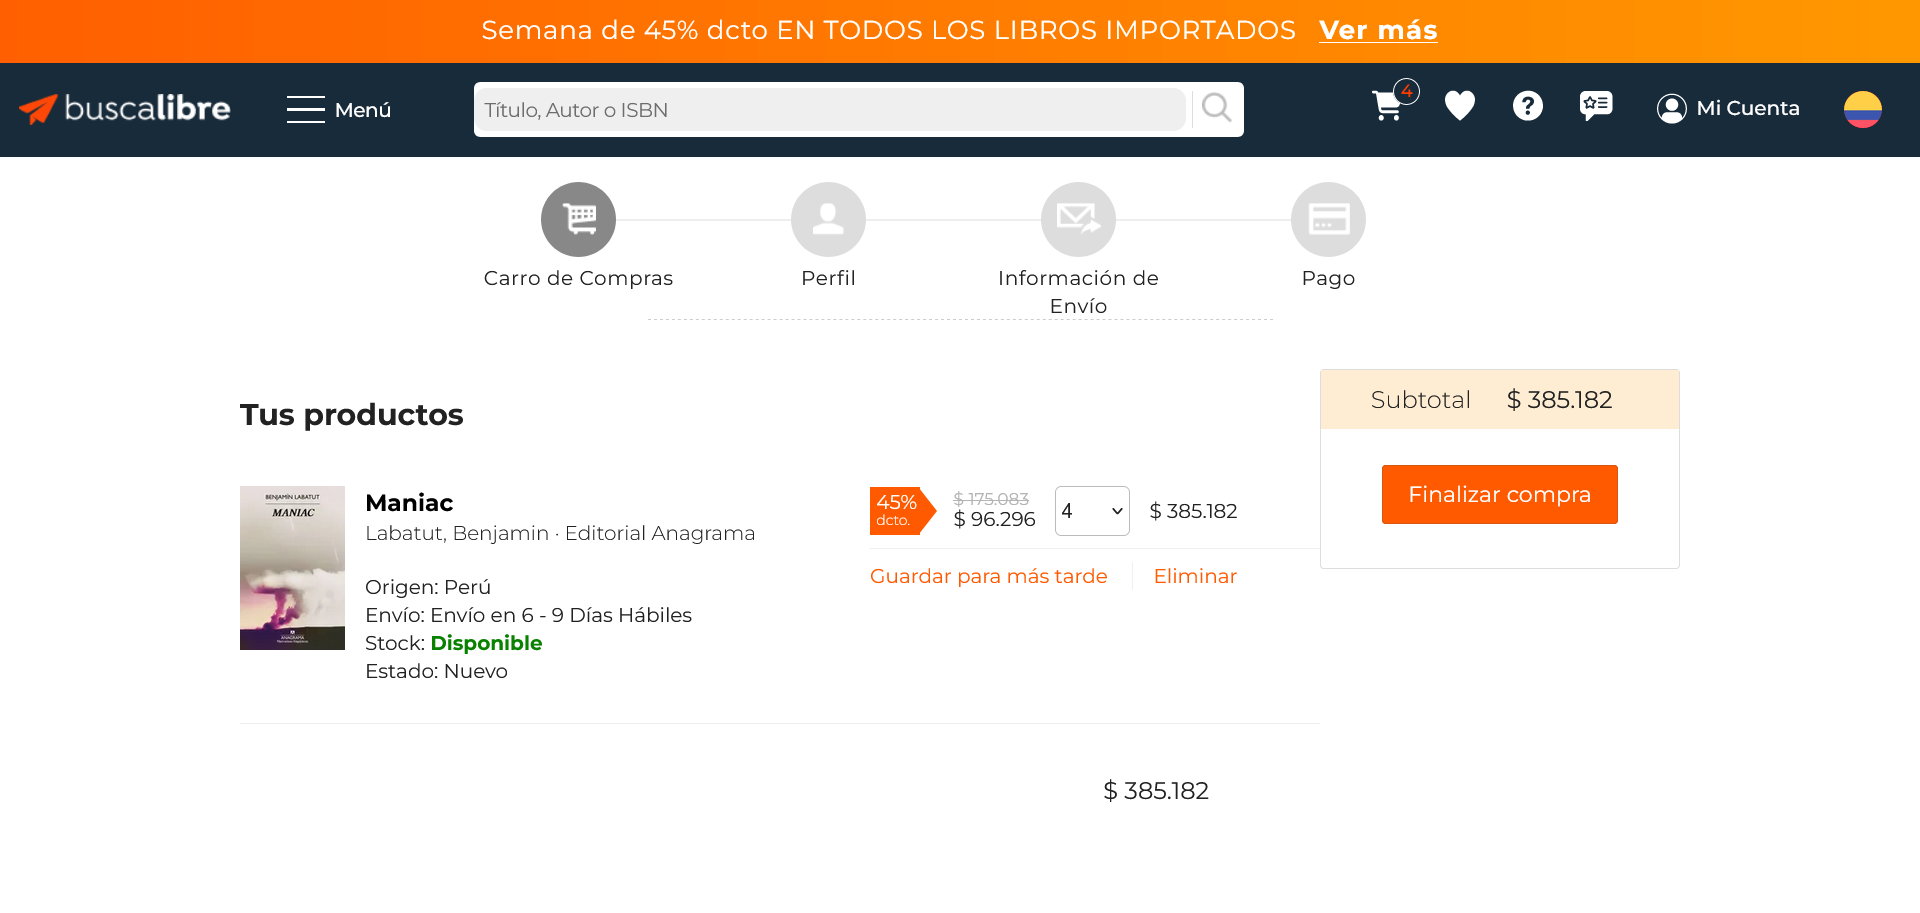 Semana de 45% dcto EN TODOS LOS LIBROS IMPORTADOS Ver más
buscalibre
Menú
Título, Autor o ISBN
4
Mi Cuenta
Carro de Compras
Perfil
Información de
Envío
Pago
Tus productos
BENJAMÍN LABATUT
MANIAC
ANAGRAMA
Maniac
Labatut, Benjamin · Editorial Anagrama
Origen: Perú
Envío: Envío en 6 - 9 Días Hábiles
Stock: Disponible
Estado: Nuevo
45%
dcto.
$ 175.083
$ 96.296
4
$ 385.182
Guardar para más tarde
Eliminar
Subtotal $ 385.182
Finalizar compra
$ 385.182